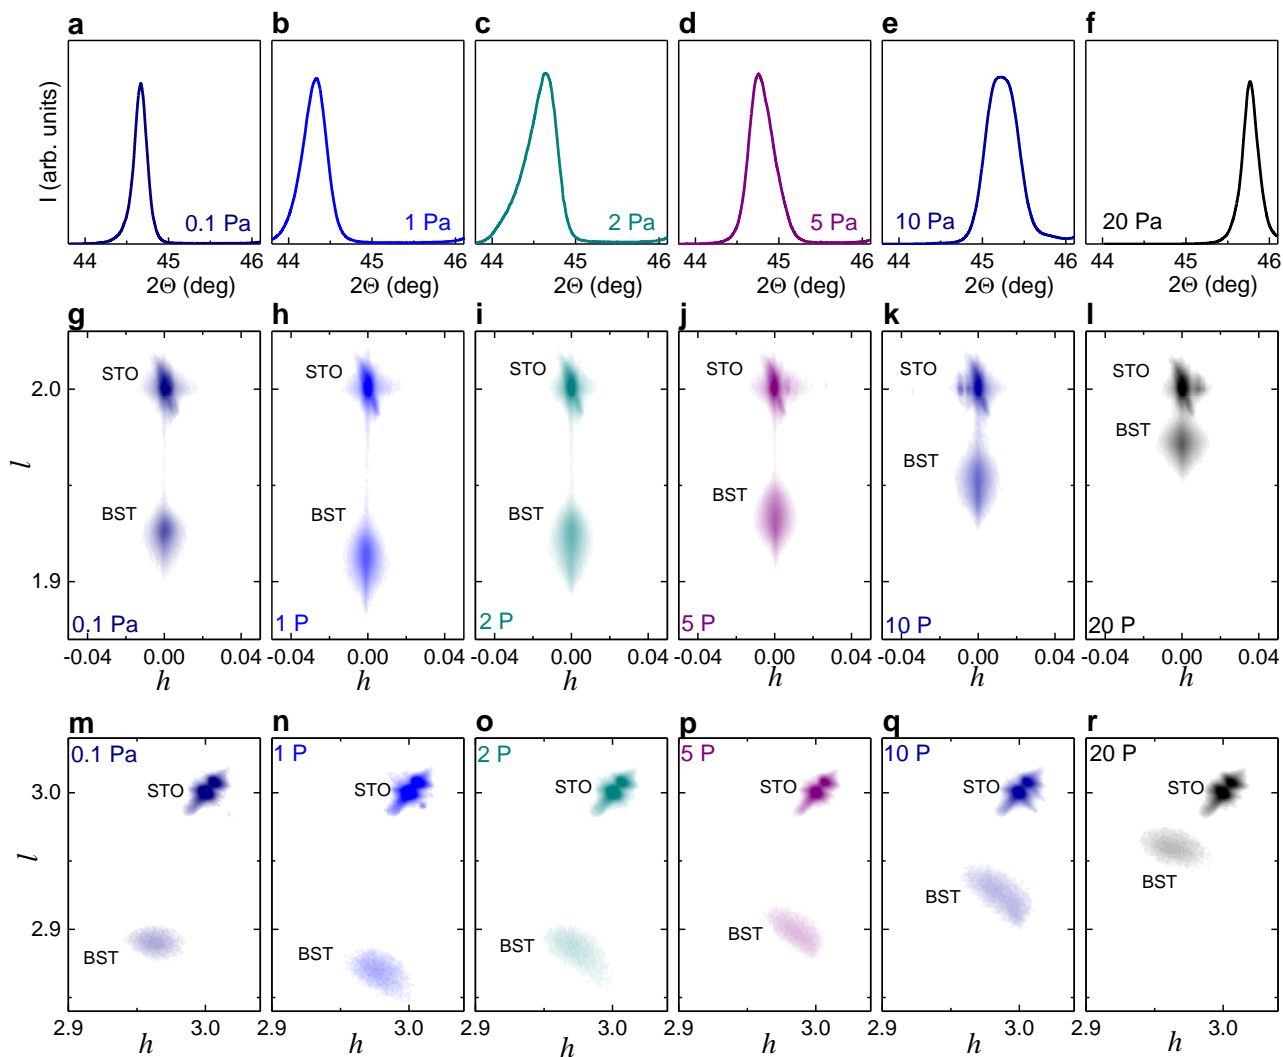 a b c d e f
I (arb. units)
0.1 Pa 1 Pa 2 Pa 5 Pa 10 Pa 20 Pa
44 45 46 44 45 46 44 45 46 44 45 46 44 45 46 44 45 46
2Θ (deg) 2Θ (deg) 2Θ (deg) 2Θ (deg) 2Θ (deg) 2Θ (deg)
g h i j k l
STO STO STO STO STO STO
2.0
BST BST BST BST BST BST
l
1.9
0.1 Pa 1 P 2 P 5 P 10 P 20 P
-0.04 0.00 0.04 -0.04 0.00 0.04 -0.04 0.00 0.04 -0.04 0.00 0.04 -0.04 0.00 0.04 -0.04 0.00 0.04
h h h h h h
m n o p q r
0.1 Pa 1 P 2 P 5 P 10 P 20 P
3.0
STO STO STO STO STO STO
l
2.9
BST BST BST BST BST BST
2.9 3.0 2.9 3.0 2.9 3.0 2.9 3.0 2.9 3.0 2.9 3.0
h h h h h h